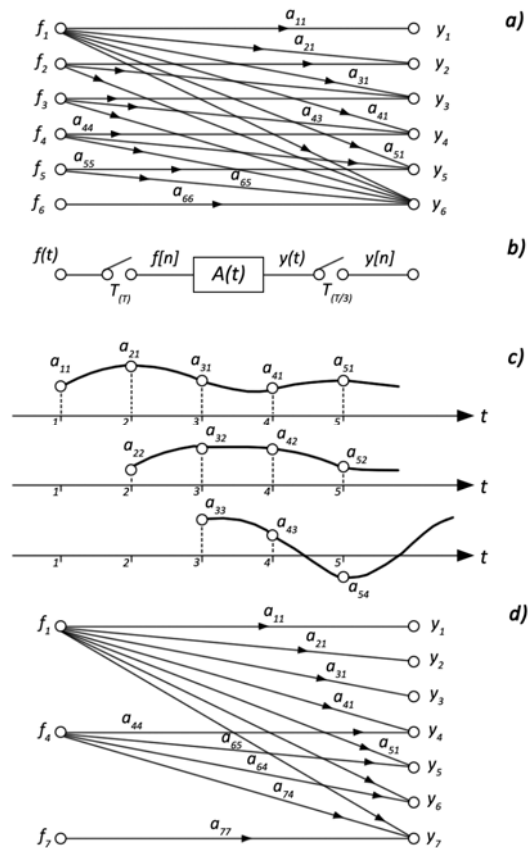 a)
f₁ a₁₁ y₁
a₂₁
f₂ y₂
a₃₁
f₃ a₄₃ a₄₁ y₃
f₄ a₄₄ y₄
a₅₁
f₅ a₅₅ a₆₅ y₅
f₆ a₆₆ y₆
b)
f(t) f[n] A(t) y(t) y[n]
T(T) T(T/3)
c)
a₁₁ a₂₁ a₃₁ a₄₁ a₅₁
1 2 3 4 5 t
a₂₂ a₃₂ a₄₂ a₅₂
1 2 3 4 5 t
a₃₃ a₄₃
1 2 3 4 5 t
a₅₄
d)
f₁ a₁₁ y₁
a₂₁ y₂
a₃₁ y₃
a₄₁
f₄ a₄₄ y₄
a₆₅ a₅₁ y₅
a₆₄ y₆
a₇₄
f₇ a₇₇ y₇